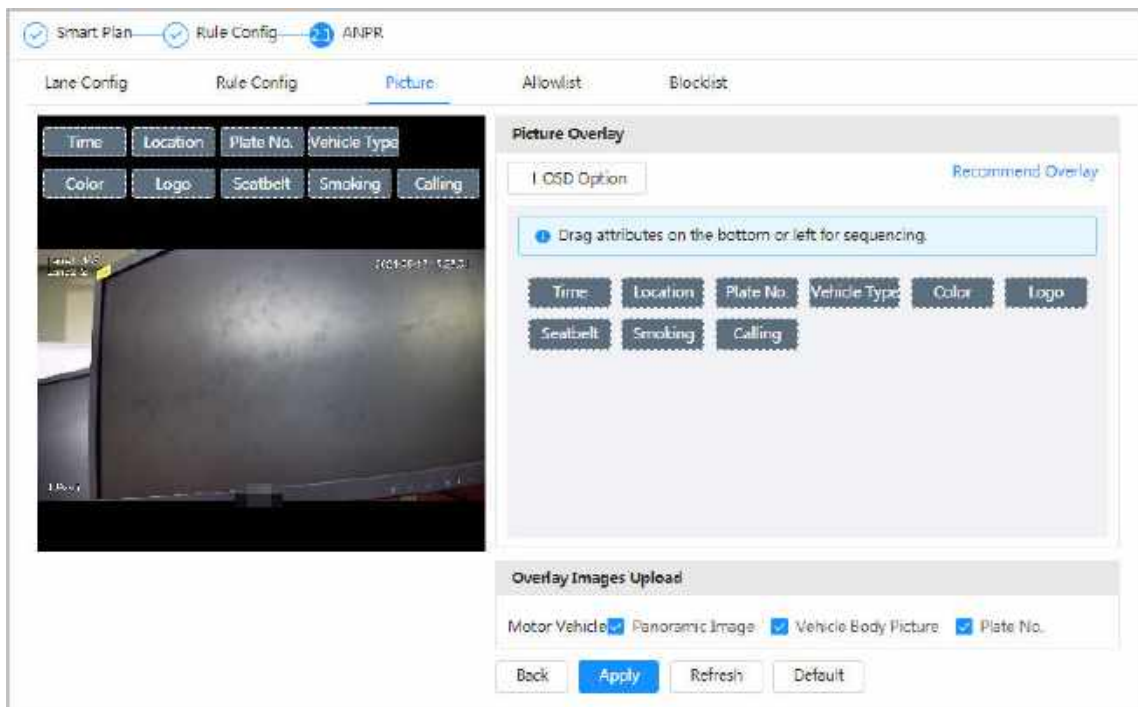 Smart Plan Rule Config ANPR
Lane Config Rule Config Picture Allowlist Blocklist
Time Location Plate No. Vehicle Type
Color Logo Seatbelt Smoking Calling
Picture Overlay
OSD Option
Recommend Overlay
Drag attributes on the bottom or left for sequencing.
Time Location Plate No. Vehicle Type Color Logo
Seatbelt Smoking Calling
Overlay Images Upload
Motor Vehicle Panoramic Image Vehicle Body Picture Plate No.
Back Apply Refresh Default